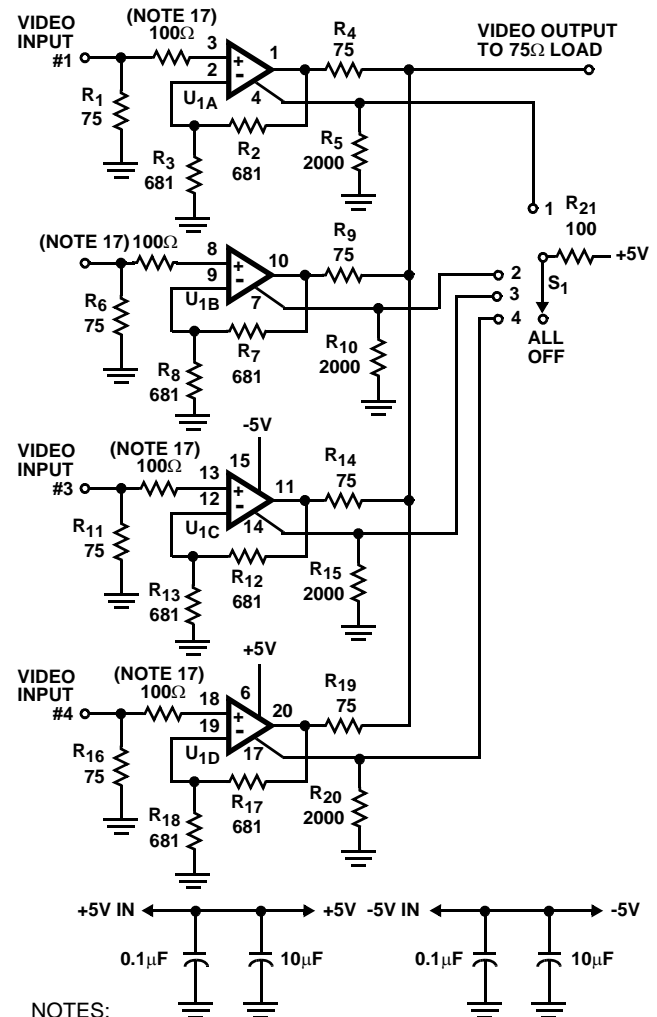 VIDEO INPUT #1
(NOTE 17)
100Ω
3
2
+
-
1
4
U1A
R1
75
R3
681
R2
681
R4
75
R5
2000
VIDEO OUTPUT
TO 75Ω LOAD
1
R21
100
+5V
S1
2
3
4
ALL
OFF
(NOTE 17) 100Ω
8
9
+
-
10
7
U1B
R6
75
R8
681
R7
681
R9
75
R10
2000
VIDEO
INPUT
#3
(NOTE 17)
100Ω
-5V
13
12
15
+
-
11
14
U1C
R11
75
R13
681
R12
681
R14
75
R15
2000
VIDEO
INPUT
#4
(NOTE 17)
100Ω
+5V
18
19
6
+
-
20
17
U1D
R16
75
R18
681
R17
681
R19
75
R20
2000
+5V IN
+5V
-5V IN
-5V
0.1μF
10μF
0.1μF
10μF
NOTES: